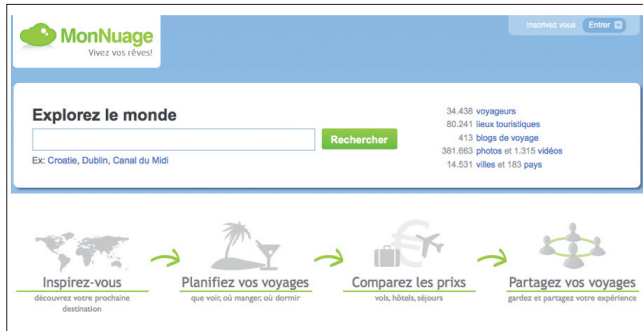 MonNuage
Vivez vos rêves!
inscrivez vous Entrer
Explorez le monde
Rechercher
Ex: Croatie, Dublin, Canal du Midi
34.438 voyageurs
80.241 lieux touristiques
413 blogs de voyage
381.663 photos et 1.315 vidéos
14.531 villes et 183 pays
Inspirez-vous
découvrez votre prochaine
destination
Planifiez vos voyages
que voir, où manger, où dormir
Comparez les prixs
vols, hôtels, séjours
Partagez vos voyages
gardez et partagez votre expérience